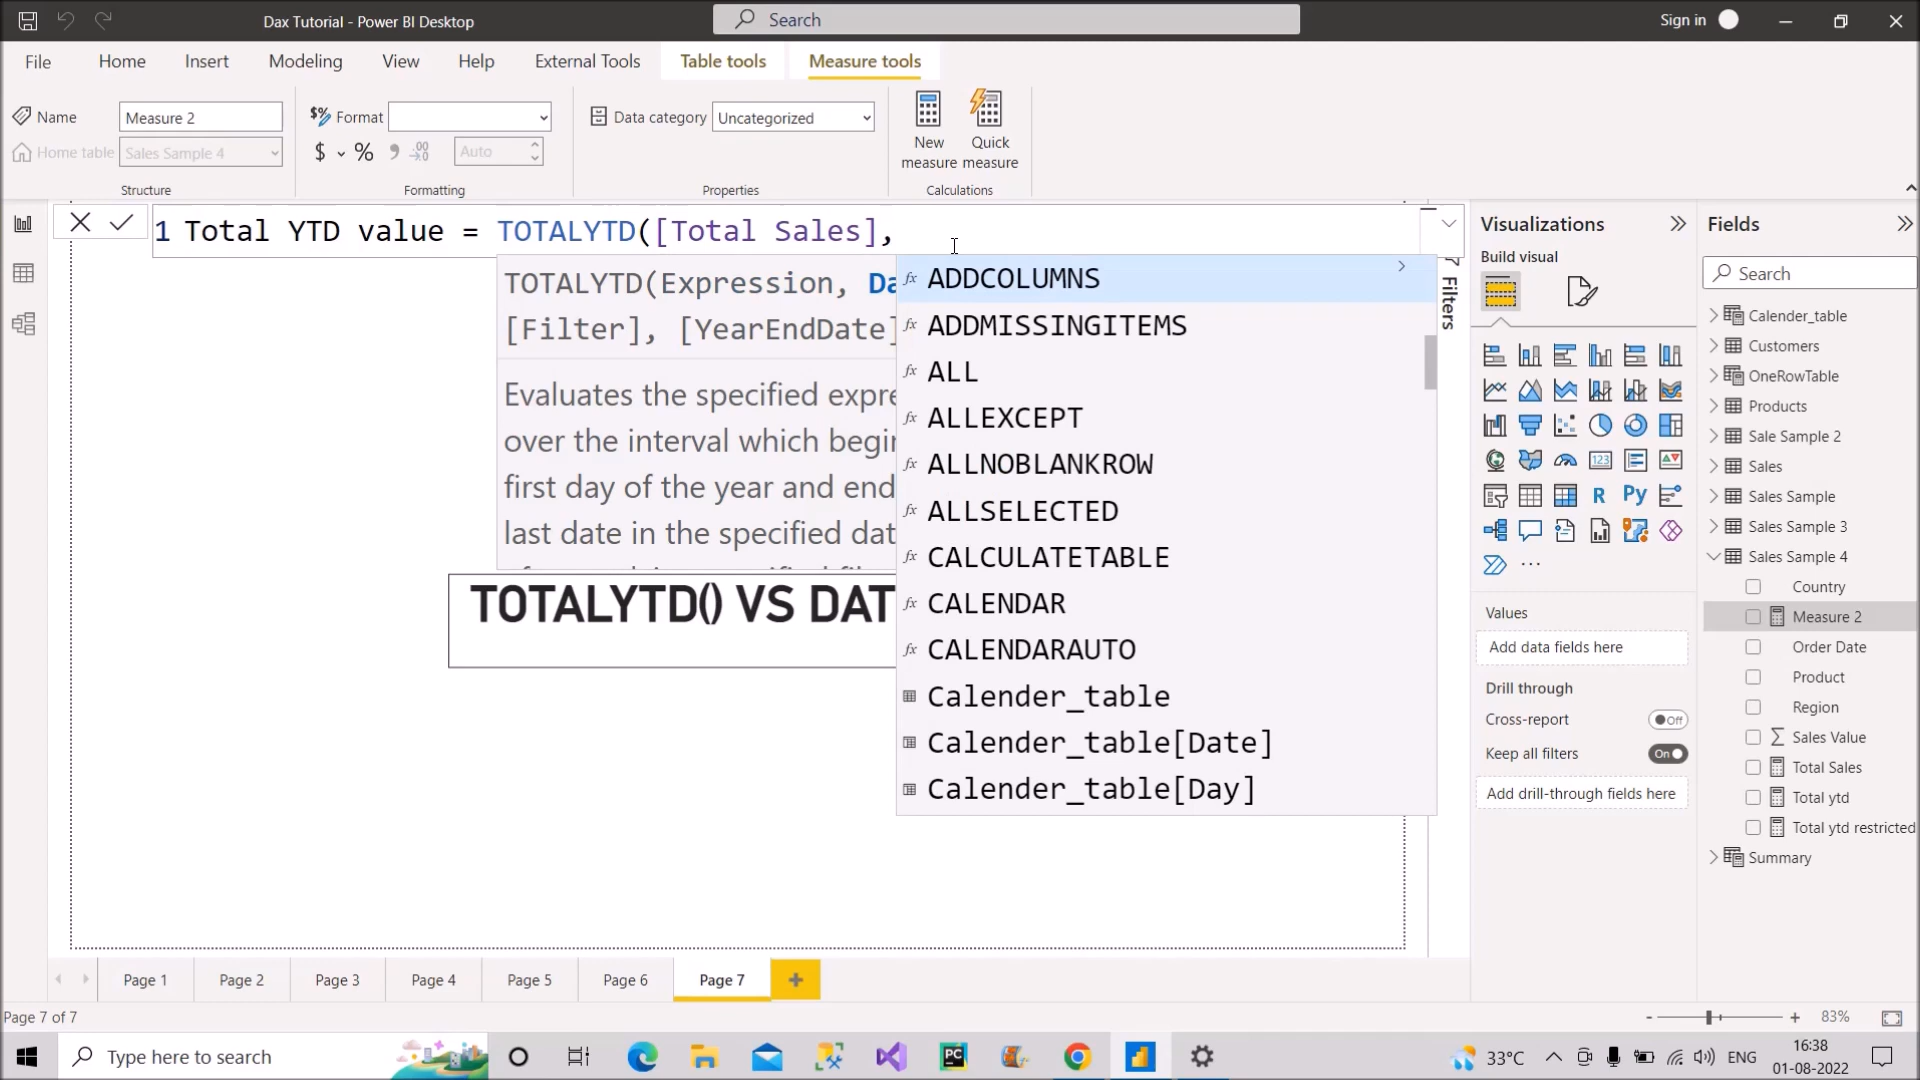 Dax Tutorial - Power BI Desktop
Search
Sign in
File
Home
Insert
Modeling
View
Help
External Tools
Table tools
Measure tools
Name
Measure 2
Home table
Sales Sample 4
Structure
Format
$
%
Auto
Formatting
Data category
Uncategorized
Properties
New measure
Quick measure
Calculations
1 Total YTD value = TOTALYTD([Total Sales],
TOTALYTD(Expression, Da
[Filter], [YearEndDate]
Evaluates the specified expre
over the interval which begin
first day of the year and end
last date in the specified dat
TOTALYTD() VS DAT
ADDCOLUMNS
ADDMISSINGITEMS
ALL
ALLEXCEPT
ALLNOBLANKROW
ALLSELECTED
CALCULATETABLE
CALENDAR
CALENDARAUTO
Calender_table
Calender_table[Date]
Calender_table[Day]
Filters
Visualizations
Build visual
123
R
Py
Values
Add data fields here
Drill through
Cross-report
Off
Keep all filters
On
Add drill-through fields here
Fields
Search
Calender_table
Customers
OneRowTable
Products
Sale Sample 2
Sales
Sales Sample
Sales Sample 3
Sales Sample 4
Country
Measure 2
Order Date
Product
Region
Sales Value
Total Sales
Total ytd
Total ytd restricted
Summary
Page 1
Page 2
Page 3
Page 4
Page 5
Page 6
Page 7
Page 7 of 7
83%
Type here to search
PC
33°C
ENG
16:38
01-08-2022